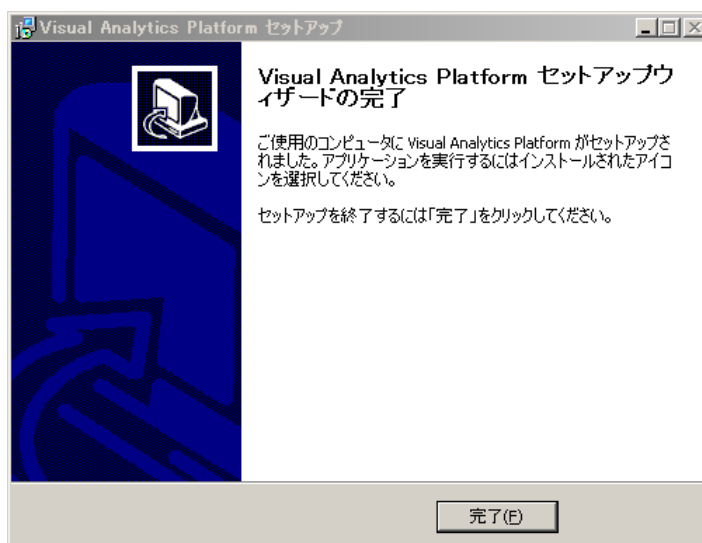 Visual Analytics Platform セットアップ
Visual Analytics Platform セットアップウ
ィザードの完了
ご使用のコンピュータに Visual Analytics Platform がセットアップさ
れました。アプリケーションを実行するにはインストールされたアイコ
ンを選択してください。
セットアップを終了するには「完了」をクリックしてください。
完了(F)